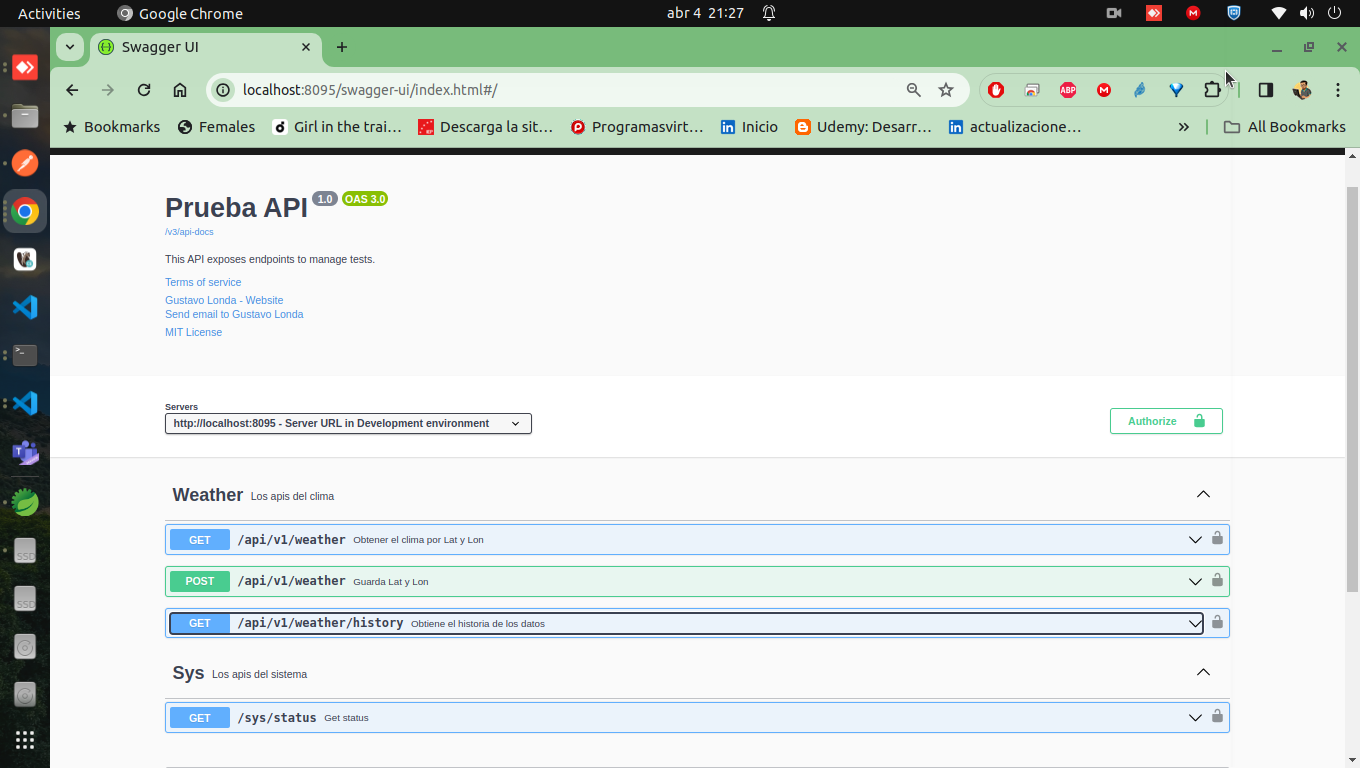 Activities
Google Chrome
abr 4 21:27
Swagger UI
localhost:8095/swagger-ui/index.html#/
ABP
Bookmarks
Females
Girl in the trai…
Descarga la sit…
Programasvirt…
Inicio
Udemy: Desarr…
actualizacione…
»
All Bookmarks
Prueba API 1.0 OAS 3.0
/v3/api-docs
This API exposes endpoints to manage tests.
Terms of service
Gustavo Londa - Website
Send email to Gustavo Londa
MIT License
Servers
http://localhost:8095 - Server URL in Development environment
Authorize
Weather Los apis del clima
GET /api/v1/weather Obtener el clima por Lat y Lon
POST /api/v1/weather Guarda Lat y Lon
GET /api/v1/weather/history Obtiene el historia de los datos
Sys Los apis del sistema
GET /sys/status Get status
SSD
SSD